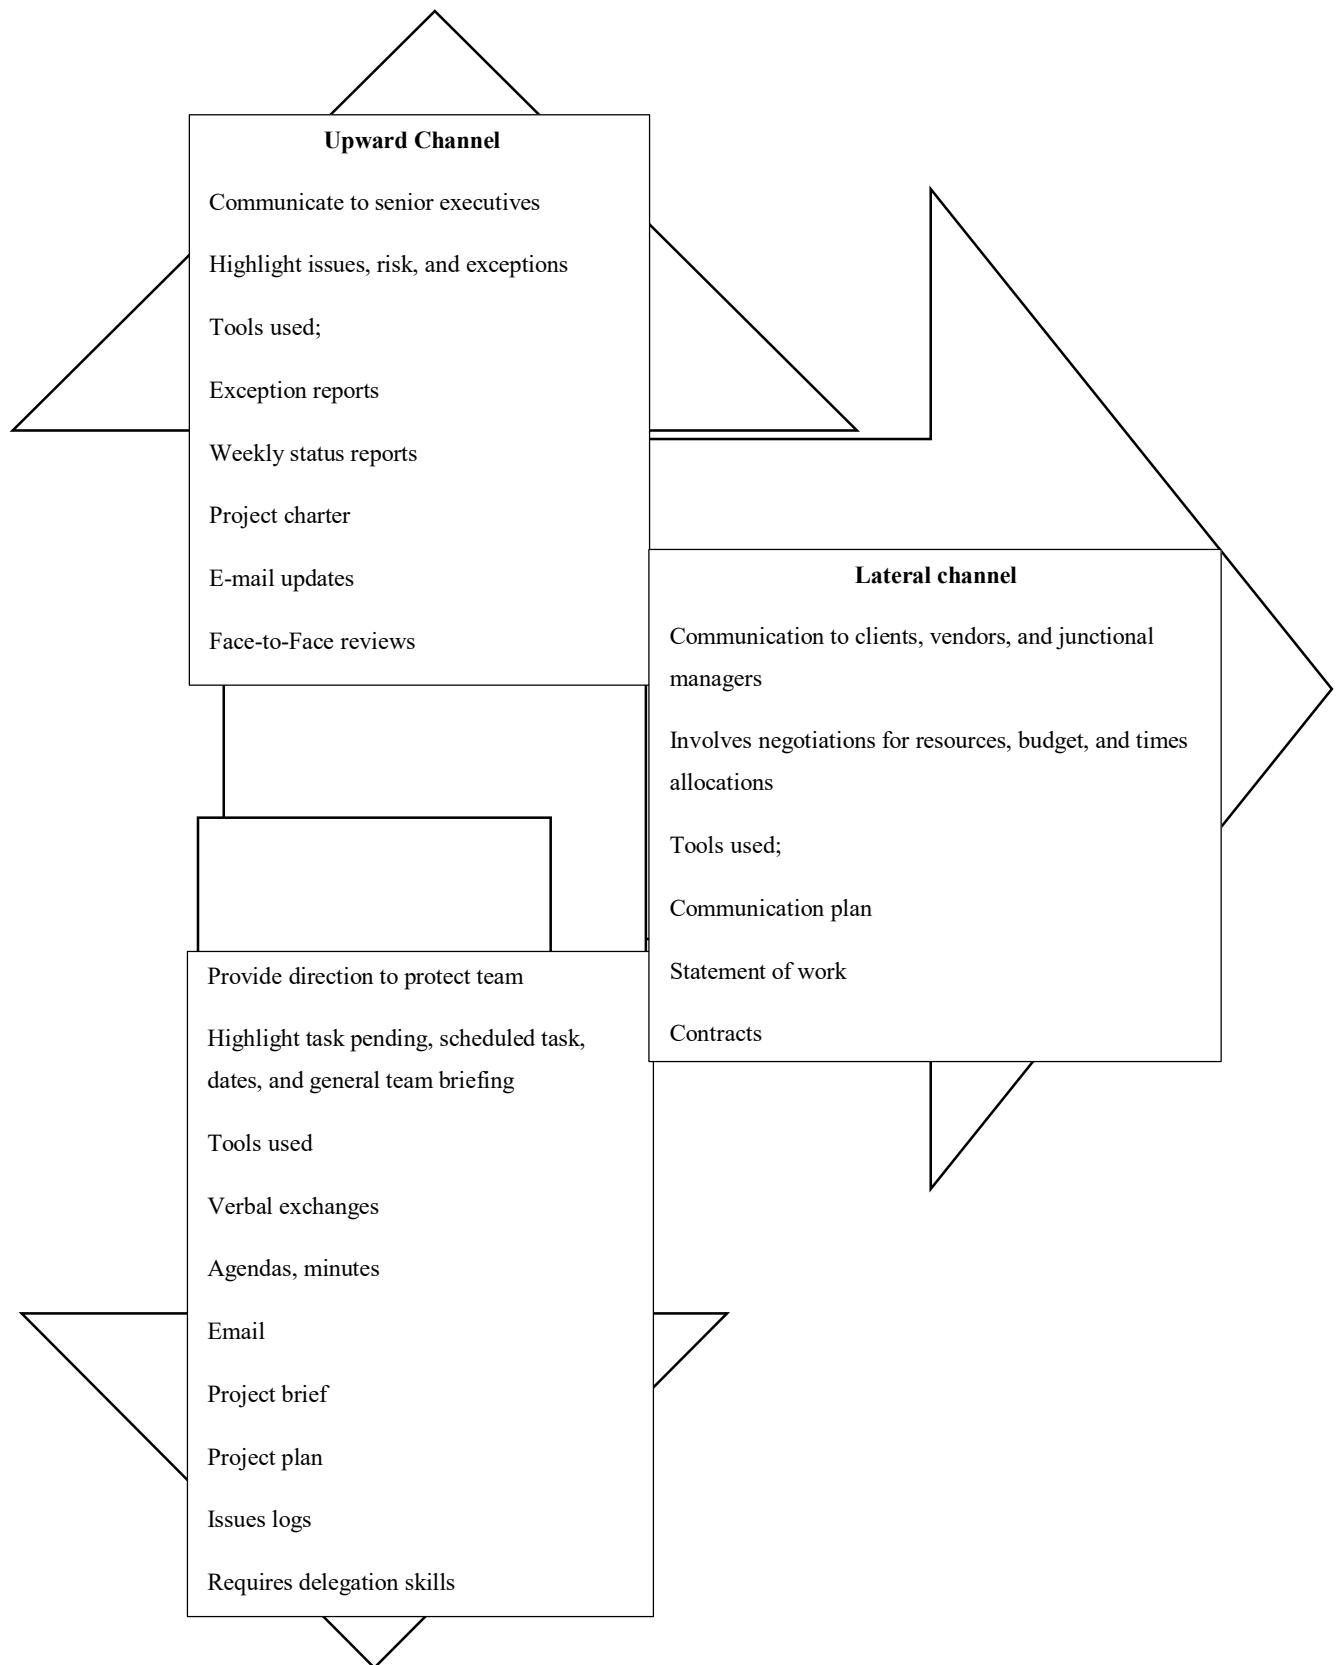 Upward Channel
Communicate to senior executives
Highlight issues, risk, and exceptions
Tools used;
Exception reports
Weekly status reports
Project charter
E-mail updates
Face-to-Face reviews
Lateral channel
Communication to clients, vendors, and junctional
managers
Involves negotiations for resources, budget, and times
allocations
Tools used;
Communication plan
Statement of work
Contracts
Provide direction to protect team
Highlight task pending, scheduled task,
dates, and general team briefing
Tools used
Verbal exchanges
Agendas, minutes
Email
Project brief
Project plan
Issues logs
Requires delegation skills